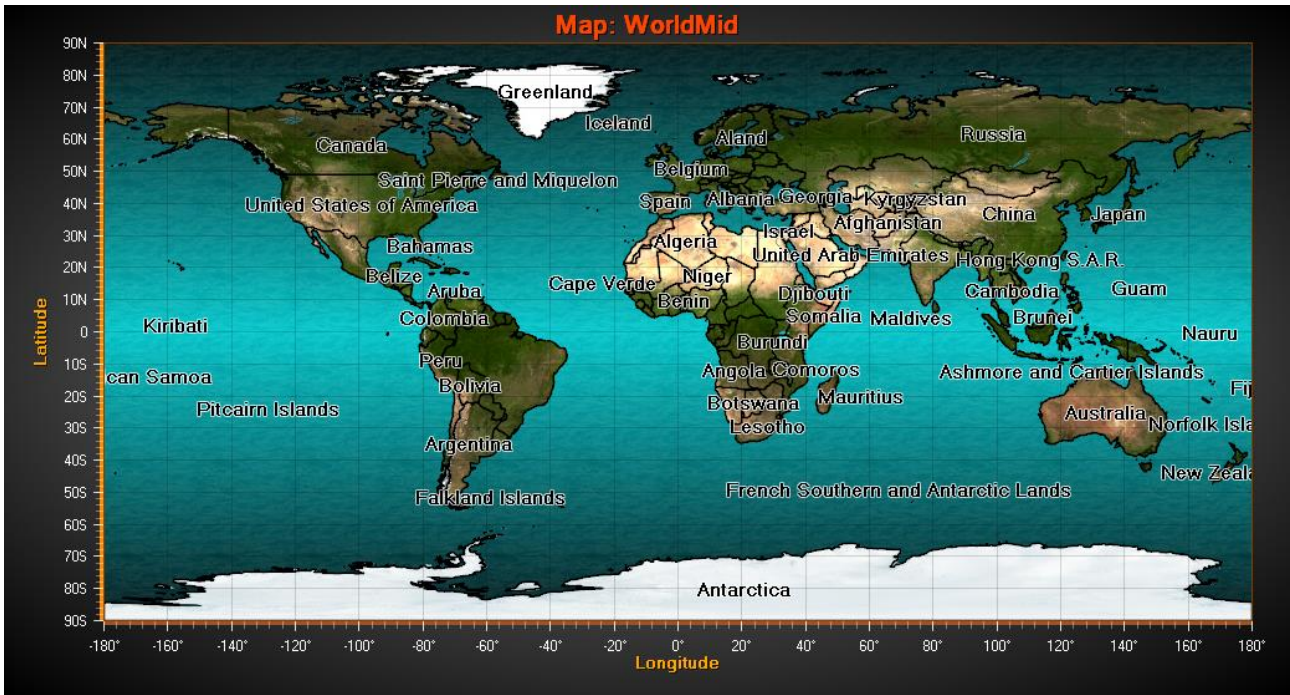 Map: WorldMid
90N
80N
70N
60N
50N
40N
30N
20N
10N
0
10S
20S
30S
40S
50S
60S
70S
80S
90S
Latitude
Greenland
Iceland
Canada
Aland
Russia
Belgium
Saint Pierre and Miquelon
United States of America
Spain
Albania
Georgia
Kyrgyzstan
China
Japan
Afghanistan
Israel
Algeria
Bahamas
United Arab Emirates
Hong Kong S.A.R.
Belize
Niger
Cape Verde
Aruba
Benin
Djibouti
Cambodia
Guam
Colombia
Somalia
Maldives
Brunei
Kiribati
Nauru
Burundi
Peru
Angola
Comoros
Ashmore and Cartier Islands
can Samoa
Bolivia
Fij
Mauritius
Botswana
Pitcairn Islands
Australia
Lesotho
Norfolk Isla
Argentina
New Zeala
Falkland Islands
French Southern and Antarctic Lands
Antarctica
-180° -160° -140° -120° -100° -80° -60° -40° -20° 0° 20° 40° 60° 80° 100° 120° 140° 160° 180°
Longitude